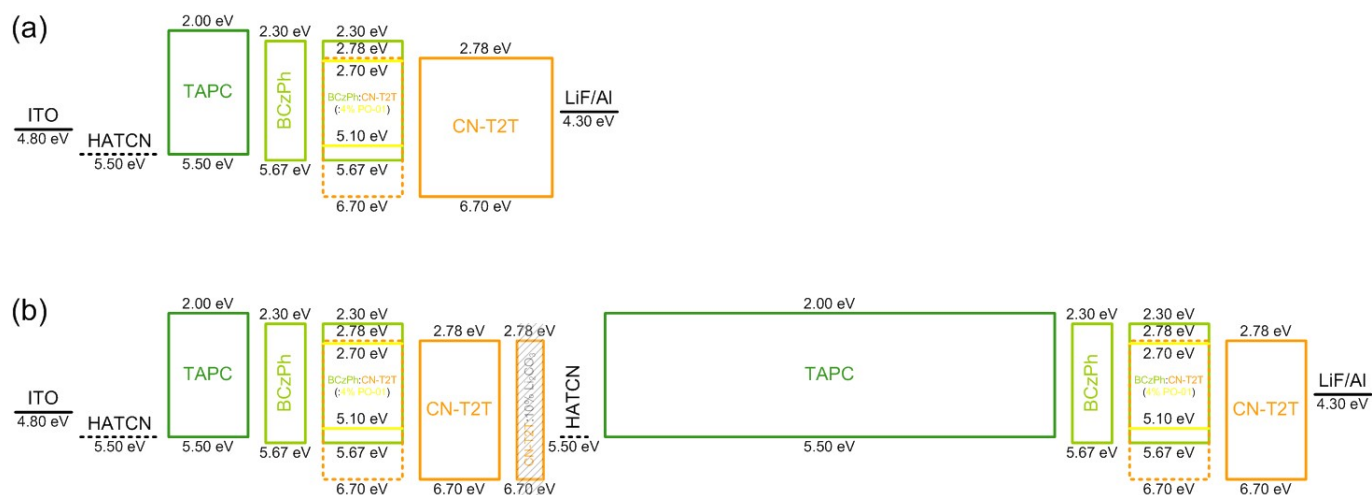 (a)
2.00 eV
2.30 eV
2.30 eV
2.78 eV
2.78 eV
2.70 eV
TAPC
BCzPh
BCzPh:CN-T2T
(:4% PO-01)
CN-T2T
LiF/Al
4.30 eV
ITO
4.80 eV
HATCN
5.50 eV
5.50 eV
5.10 eV
5.67 eV
5.67 eV
6.70 eV
6.70 eV
(b)
2.00 eV
2.30 eV
2.30 eV
2.78 eV
2.70 eV
2.78 eV
2.78 eV
2.00 eV
2.30 eV
2.30 eV
2.78 eV
2.70 eV
2.78 eV
TAPC
BCzPh
BCzPh:CN-T2T
(:4% PO-01)
CN-T2T
CN-T2T:10% Li₂CO₃
HATCN
TAPC
BCzPh
BCzPh:CN-T2T
(4% PO-01)
CN-T2T
LiF/Al
4.30 eV
ITO
4.80 eV
HATCN
5.50 eV
5.50 eV
5.67 eV
5.10 eV
5.67 eV
6.70 eV
6.70 eV
6.70 eV
5.50 eV
5.50 eV
5.67 eV
5.10 eV
5.67 eV
6.70 eV
6.70 eV